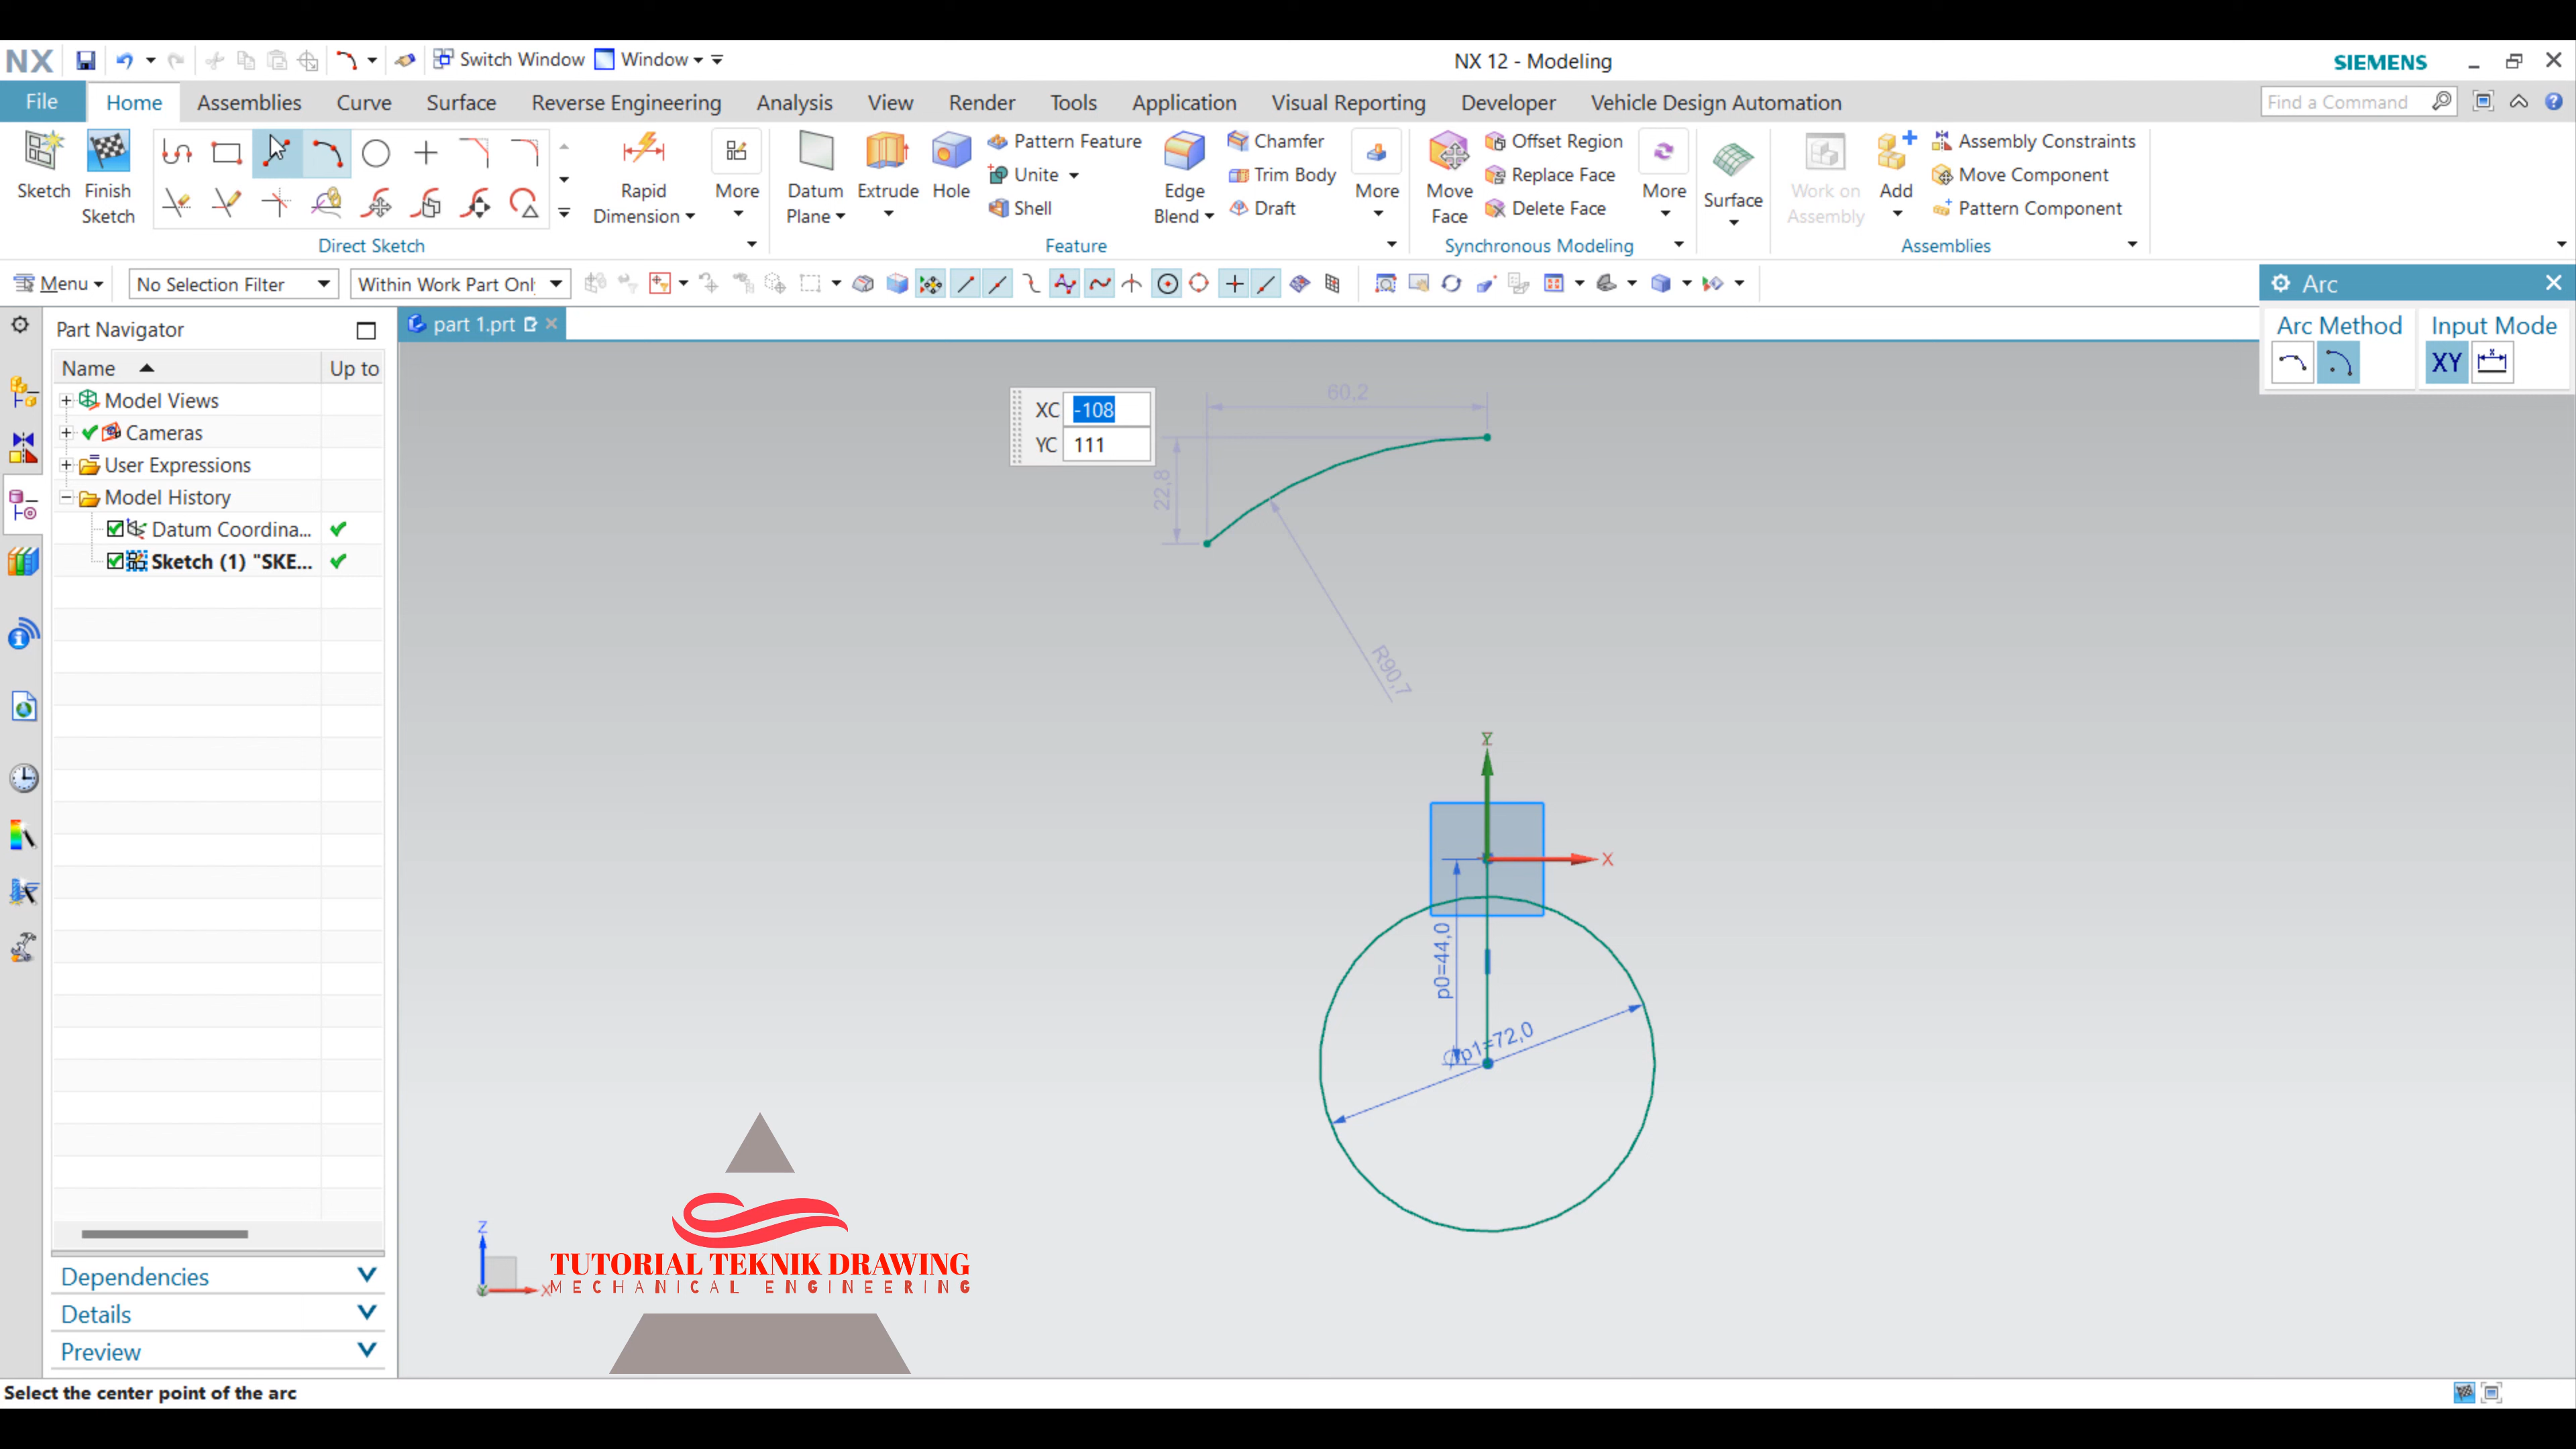 NX Switch Window Window NX 12 - Modeling SIEMENS
File Home Assemblies Curve Surface Reverse Engineering Analysis View Render Tools Application Visual Reporting Developer Vehicle Design Automation Find a Command
Sketch Finish Sketch Rapid Dimension More Datum Plane Extrude Hole Pattern Feature Unite Shell Edge Blend Chamfer Trim Body Draft More Move Face Offset Region Replace Face Delete Face More Surface Work on Assembly Add Assembly Constraints Move Component Pattern Component
Direct Sketch Feature Synchronous Modeling Assemblies
Menu No Selection Filter Within Work Part Onl
Arc
Arc Method Input Mode
XY
Part Navigator
part 1.prt
Name Up to
Model Views
Cameras
User Expressions
Model History
Datum Coordina...
Sketch (1) "SKE...
XC -108
YC 111
60,2
22,8
R90,7
Y
X
p0=44,0
∅p1=72,0
Z
X
TUTORIAL TEKNIK DRAWING
MECHANICAL ENGINEERING
Dependencies
Details
Preview
Select the center point of the arc